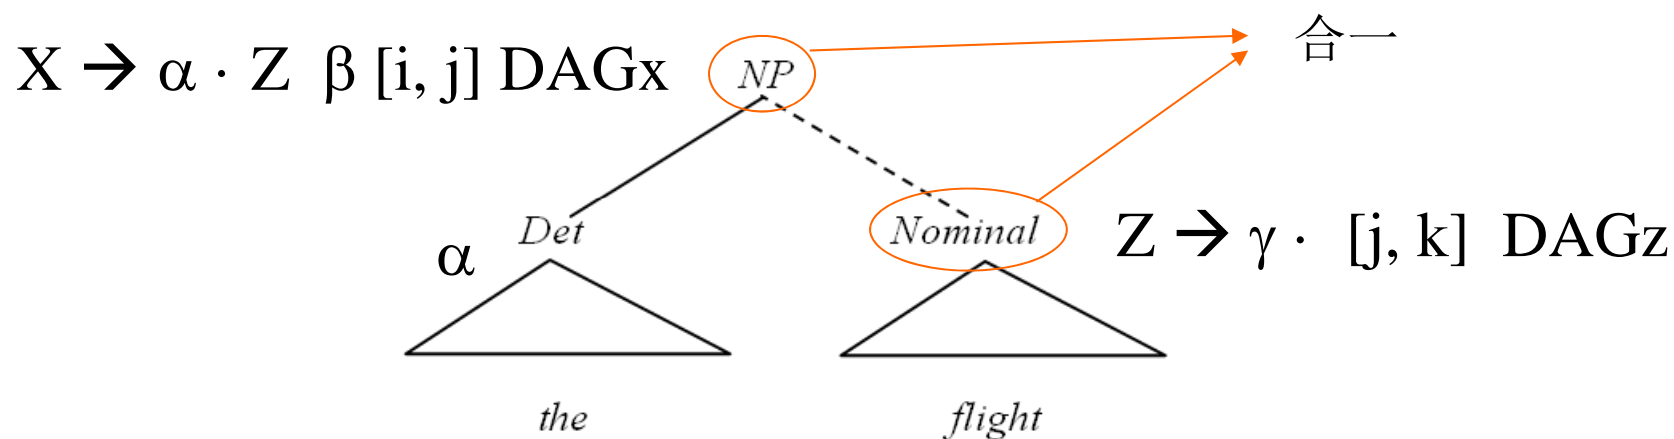 合一
X → α · Z β [i, j] DAGx
NP
Det
Nominal
Z → γ · [j, k] DAGz
α
the
flight